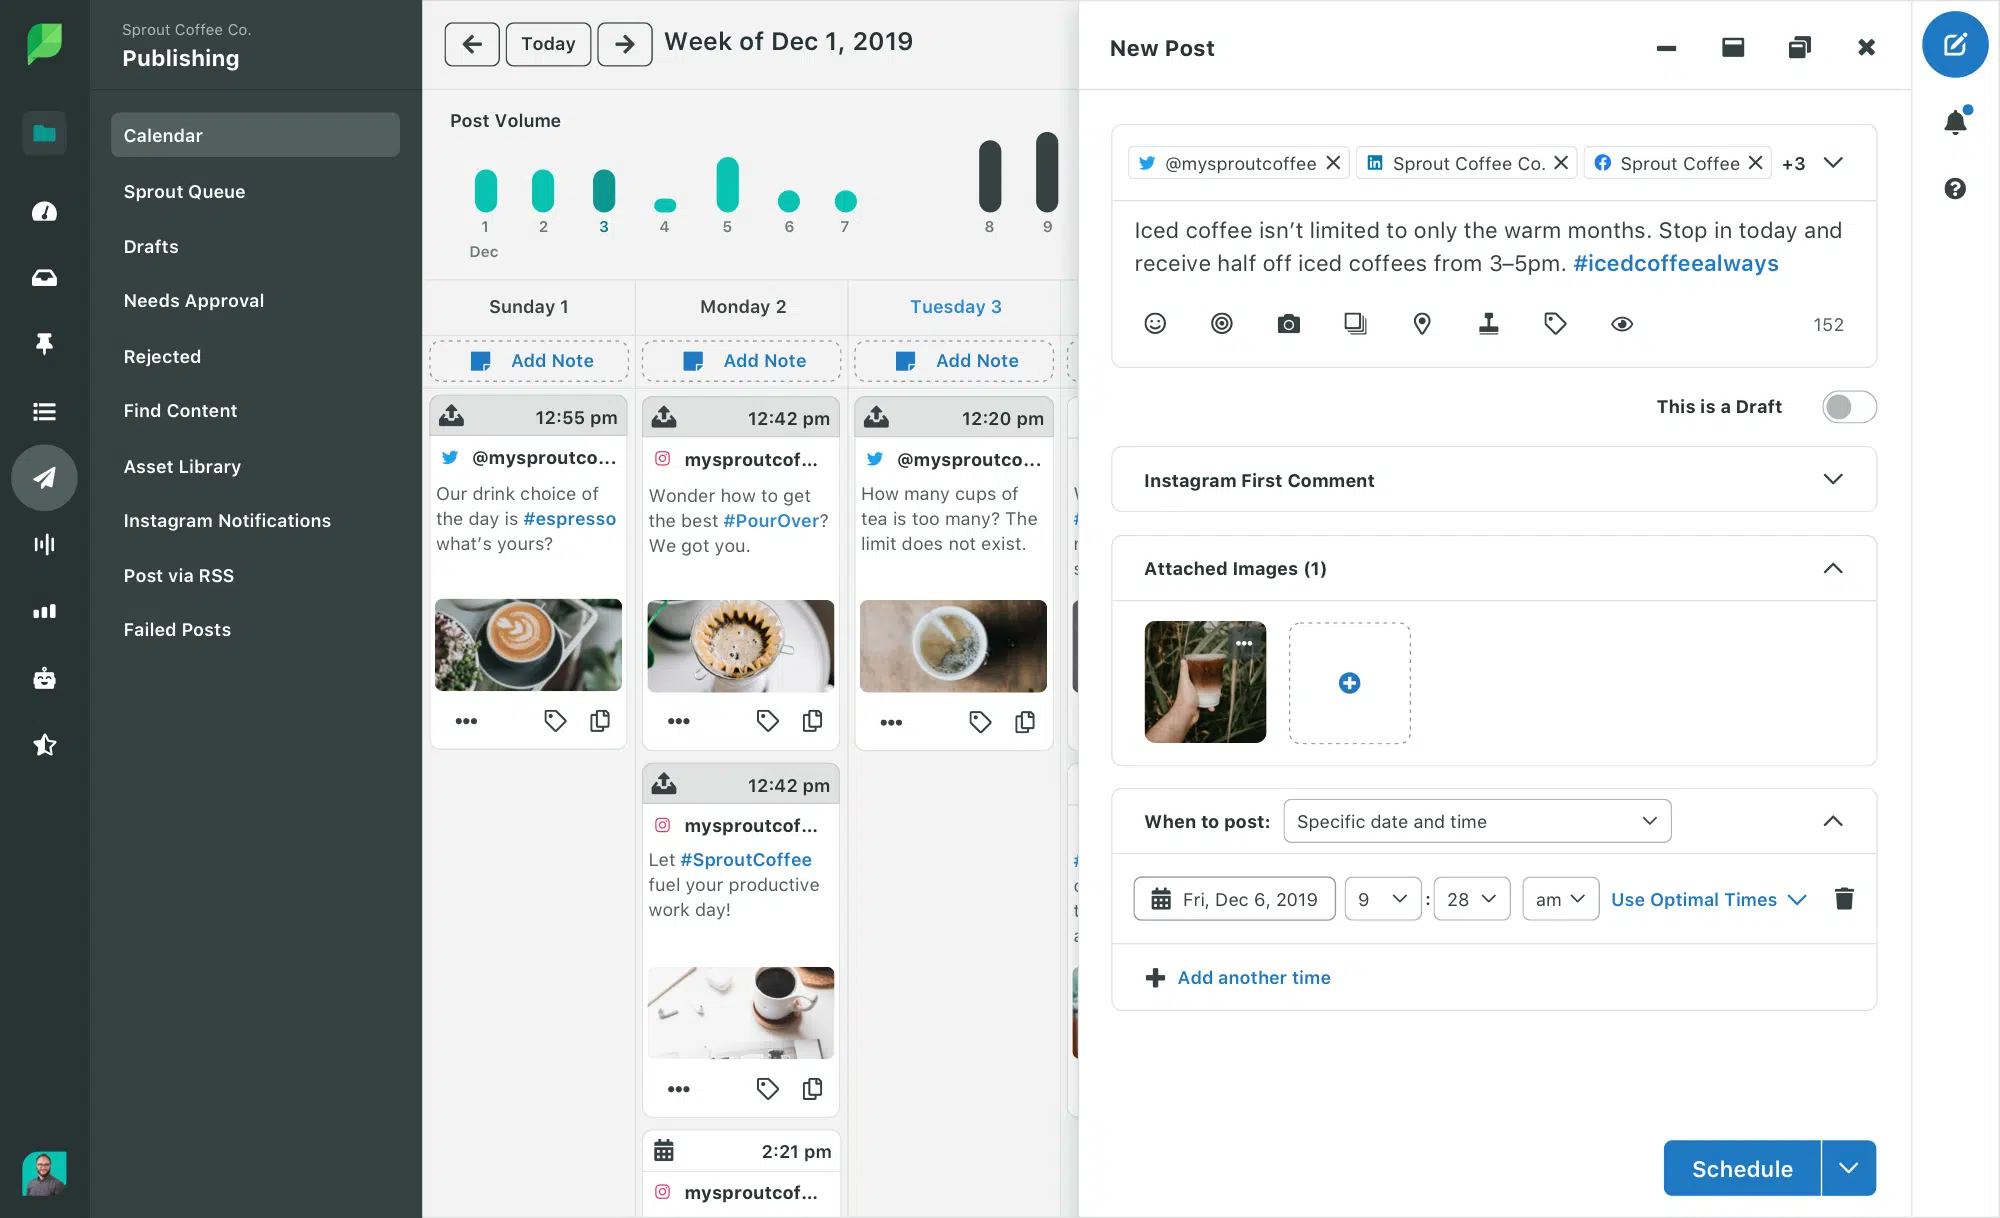 Sprout Coffee Co.
Publishing
Calendar
Sprout Queue
Drafts
Needs Approval
Rejected
Find Content
Asset Library
Instagram Notifications
Post via RSS
Failed Posts
Today
Week of Dec 1, 2019
Post Volume
1 2 3 4 5 6 7 8 9
Dec
Sunday 1
Monday 2
Tuesday 3
Add Note
Add Note
Add Note
12:55 pm
@mysproutco...
Our drink choice of
the day is #espresso
what’s yours?
12:42 pm
mysproutcof...
Wonder how to get
the best #PourOver?
We got you.
12:42 pm
mysproutcof...
Let #SproutCoffee
fuel your productive
work day!
2:21 pm
mysproutcof...
12:20 pm
@mysproutco...
How many cups of
tea is too many? The
limit does not exist.
New Post
@mysproutcoffee Sprout Coffee Co. Sprout Coffee +3
Iced coffee isn’t limited to only the warm months. Stop in today and
receive half off iced coffees from 3–5pm. #icedcoffeealways
152
This is a Draft
Instagram First Comment
Attached Images (1)
When to post: Specific date and time
Fri, Dec 6, 2019 9 : 28 am Use Optimal Times
Add another time
Schedule